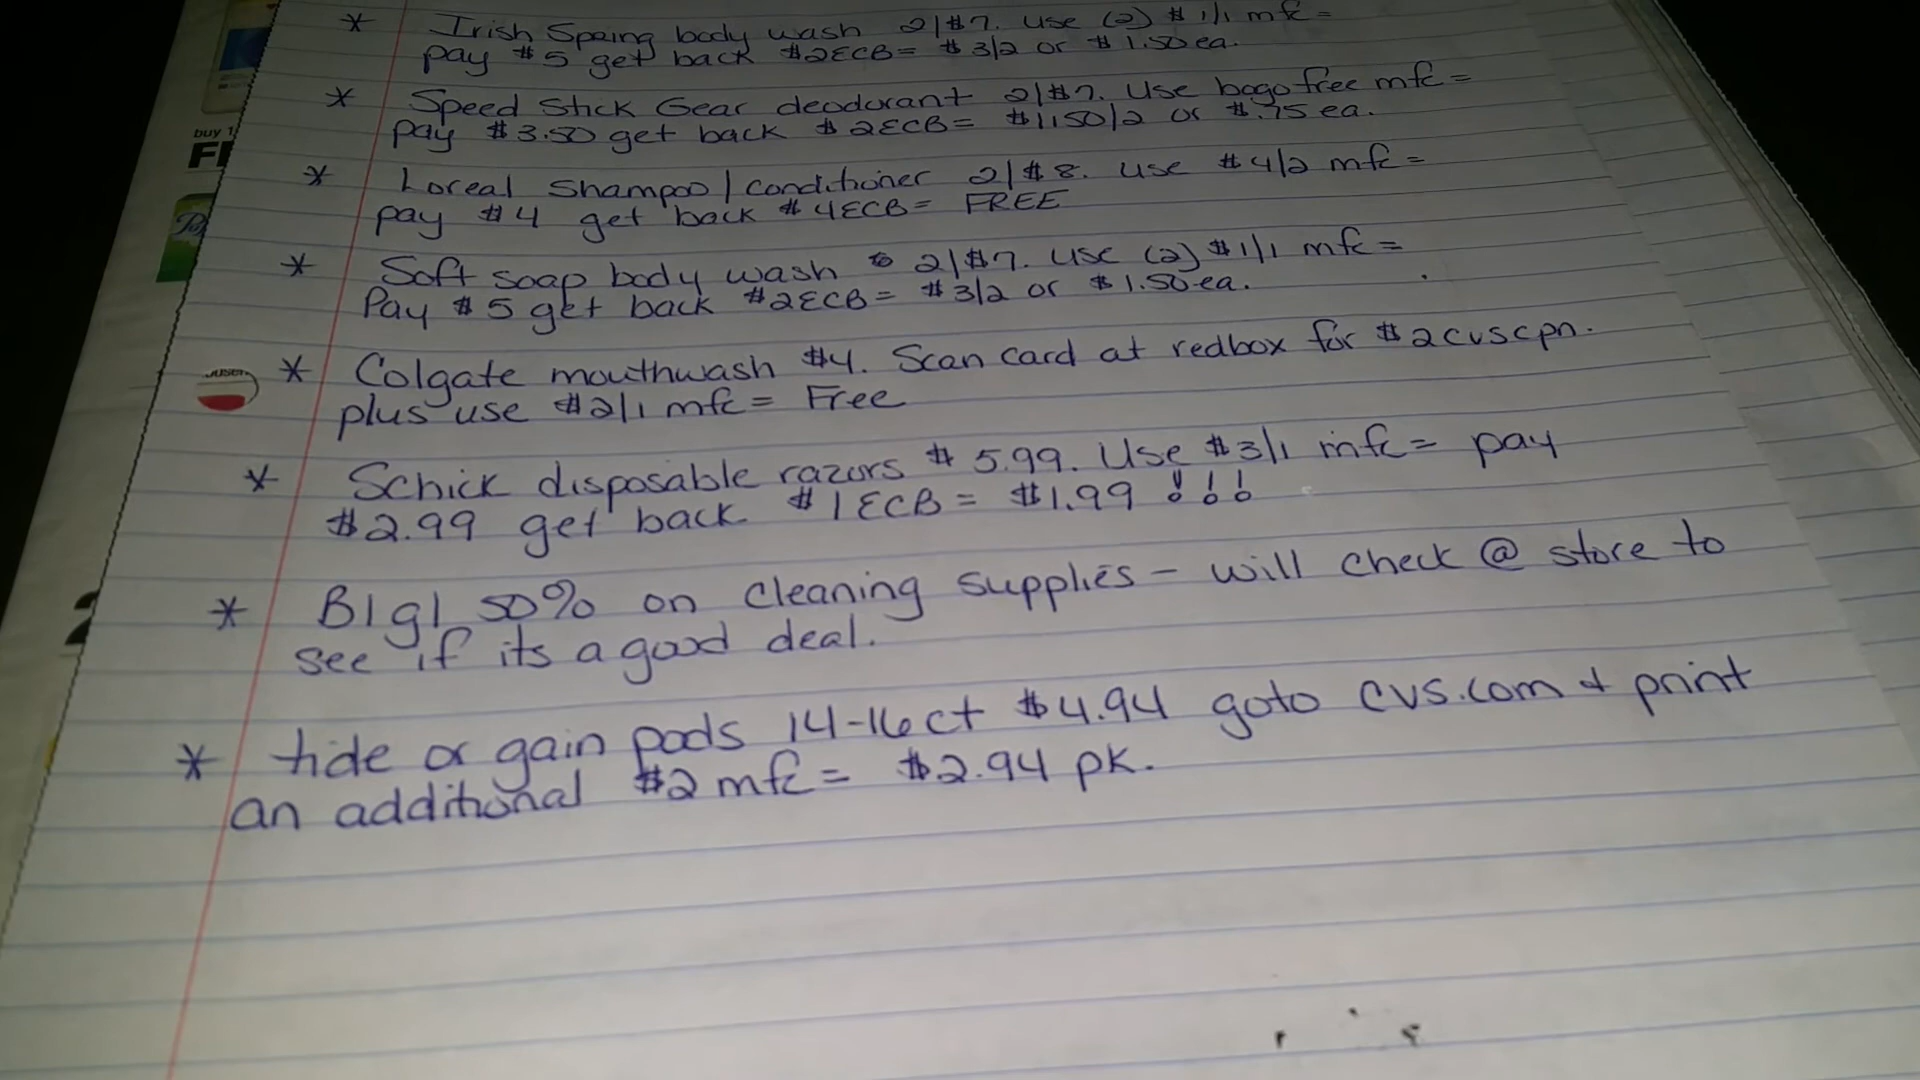 * Irish Spring body wash 2/$7. use (2) $1/1 mfc =
pay $5 get back $2ECB = $3/2 or $1.50 ea.
* Speed Stick Gear deodorant 2/$7. Use bogo free mfc =
pay $3.50 get back $2ECB = $1.50/2 or $.75 ea.
* Loreal Shampoo/conditioner 2/$8. use $4/2 mfc =
pay $4 get back $4ECB = FREE
* Soft soap body wash 2/$7. use (2) $1/1 mfc =
Pay $5 get back $2ECB = $3/2 or $1.50 ea.
* Colgate mouthwash $4. Scan card at redbox for $2 cvs cpn.
plus use $2/1 mfc = Free
* Schick disposable razors $5.99. Use $3/1 mfc = pay
$2.99 get back $1ECB = $1.99 !!!
* B1g1 50% on cleaning supplies - will check @ store to
see if its a good deal.
* tide or gain pods 14-16ct $4.94 goto cvs.com + print
an additional $2 mfc = $2.94 pk.
buy 1